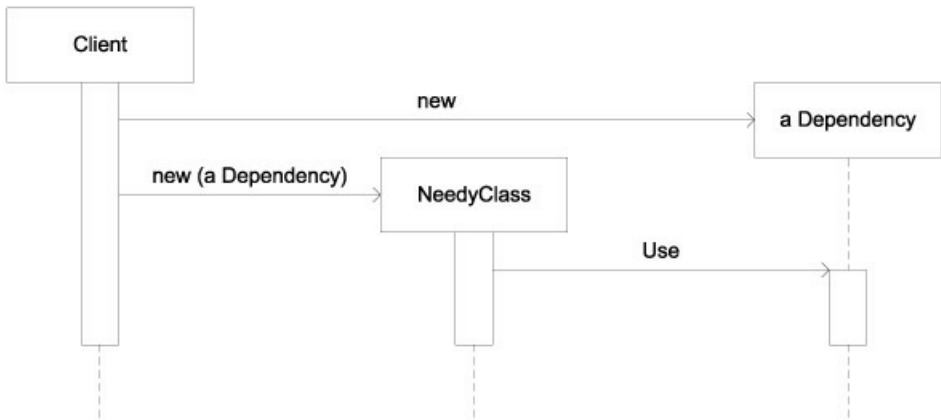 Client
new
a Dependency
new (a Dependency)
NeedyClass
Use